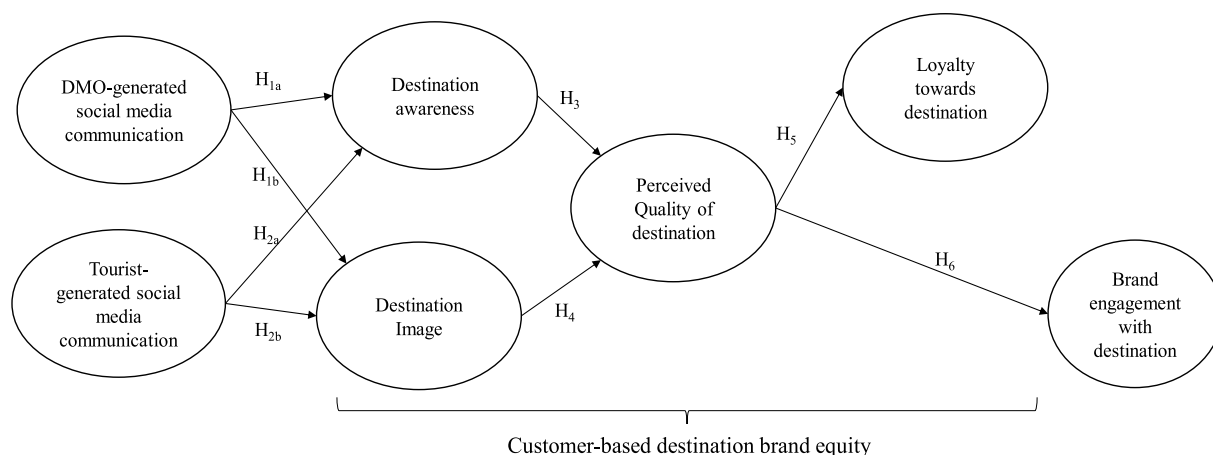 DMO-generated
social media
communication
H1a
Destination
awareness
H3
Loyalty
towards
destination
H5
H1b
Perceived
Quality of
destination
H2a
Tourist-
generated social
media
communication
H2b
Destination
Image
H4
H6
Brand
engagement
with
destination
Customer-based destination brand equity